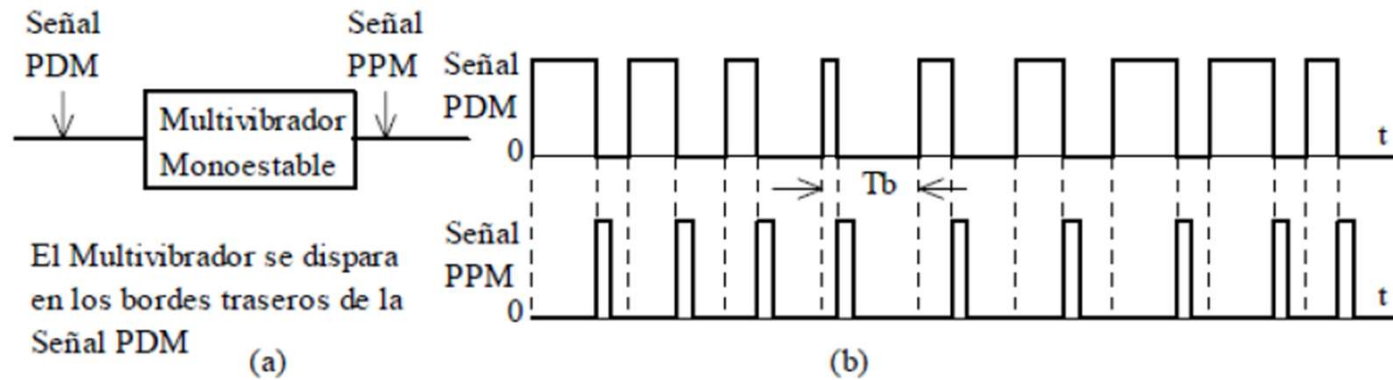 Señal
PDM
Señal
PPM
Multivibrador
Monoestable
El Multivibrador se dispara
en los bordes traseros de la
Señal PDM
(a)
Señal
PDM
0
t
Tb
Señal
PPM
0
t
(b)